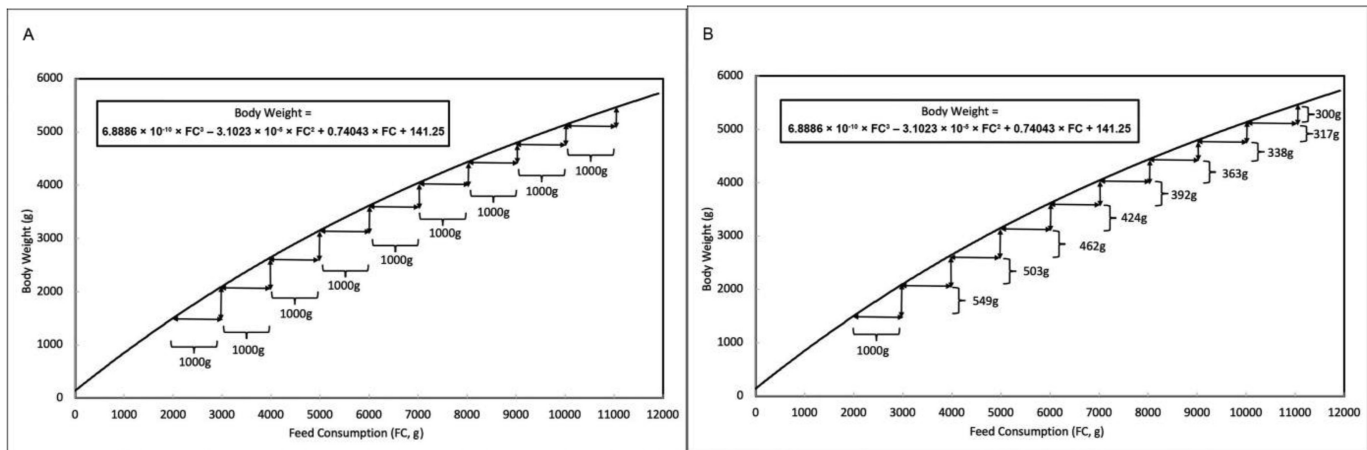 A
Body Weight =
6.8886 × 10⁻¹⁰ × FC³ – 3.1023 × 10⁻⁵ × FC² + 0.74043 × FC + 141.25
Body Weight (g)
6000
5000
4000
3000
2000
1000
0
1000g
1000g
1000g
1000g
1000g
1000g
1000g
1000g
1000g
0 1000 2000 3000 4000 5000 6000 7000 8000 9000 10000 11000 12000
Feed Consumption (FC, g)
B
Body Weight =
6.8886 × 10⁻¹⁰ × FC³ – 3.1023 × 10⁻⁵ × FC² + 0.74043 × FC + 141.25
Body Weight (g)
6000
5000
4000
3000
2000
1000
0
300g
317g
338g
363g
392g
424g
462g
503g
549g
1000g
0 1000 2000 3000 4000 5000 6000 7000 8000 9000 10000 11000 12000
Feed Consumption (FC, g)